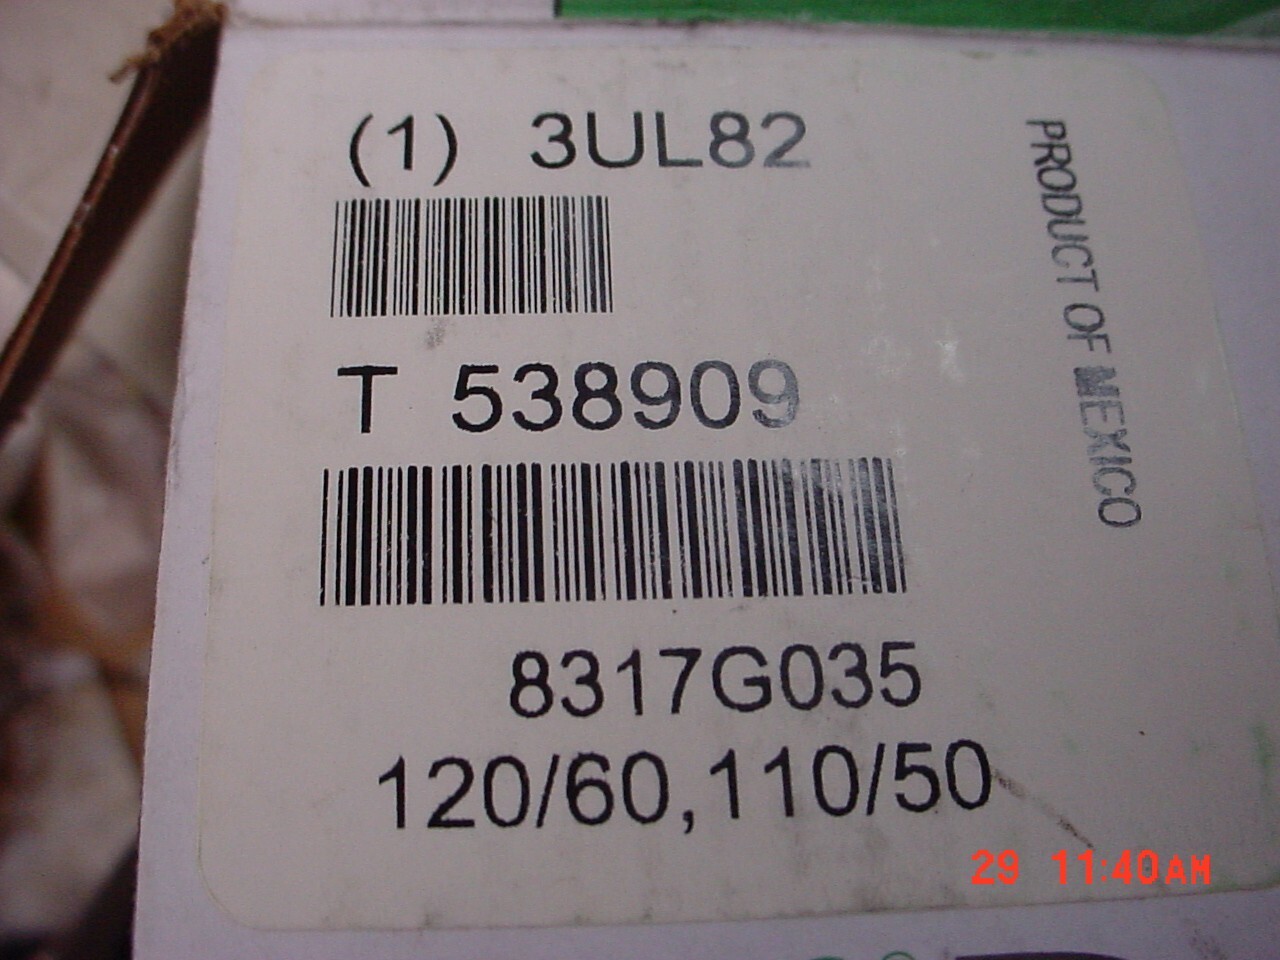 (1) 3UL82
T 538909
8317G035
120/60,110/50
PRODUCT OF MEXICO
29 11:40AM